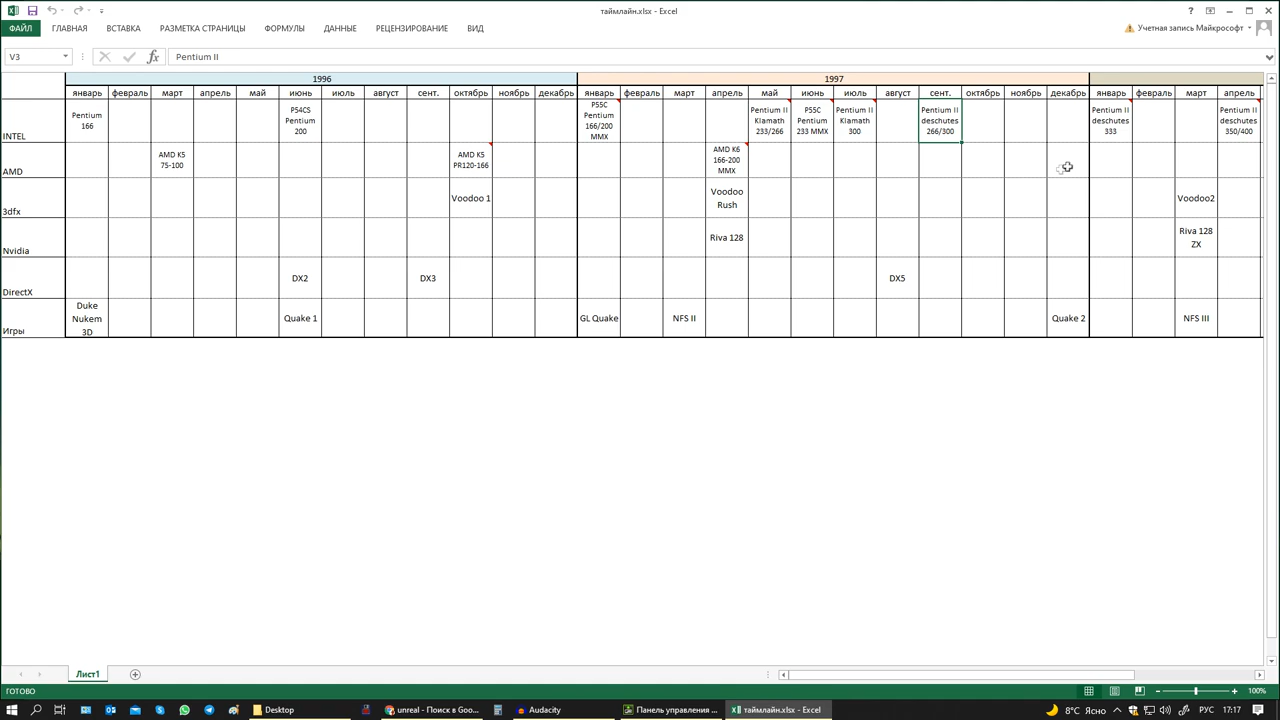 таймлайн.xlsx - Excel
ФАЙЛ ГЛАВНАЯ ВСТАВКА РАЗМЕТКА СТРАНИЦЫ ФОРМУЛЫ ДАННЫЕ РЕЦЕНЗИРОВАНИЕ ВИД
Учетная запись Майкрософт
V3
fx
Pentium II
1996
1997
январь февраль март апрель май июнь июль август сент. октябрь ноябрь декабрь январь февраль март апрель май июнь июль август сент. октябрь ноябрь декабрь январь февраль март апрель
INTEL
Pentium
166
P54CS
Pentium
200
P55C
Pentium
166/200
MMX
Pentium II
Klamath
233/266
P55C
Pentium
233 MMX
Pentium II
Klamath
300
Pentium II
deschutes
266/300
Pentium II
deschutes
333
Pentium II
deschutes
350/400
AMD
AMD K5
75-100
AMD K5
PR120-166
AMD K6
166-200
MMX
3dfx
Voodoo 1
Voodoo
Rush
Voodoo2
Nvidia
Riva 128
Riva 128
ZX
DirectX
DX2
DX3
DX5
Игры
Duke
Nukem
3D
Quake 1
GL Quake
NFS II
Quake 2
NFS III
Лист1
ГОТОВО
100%
Desktop
unreal - Поиск в Goo...
Audacity
Панель управления ...
таймлайн.xlsx - Excel
8°C Ясно
РУС
17:17